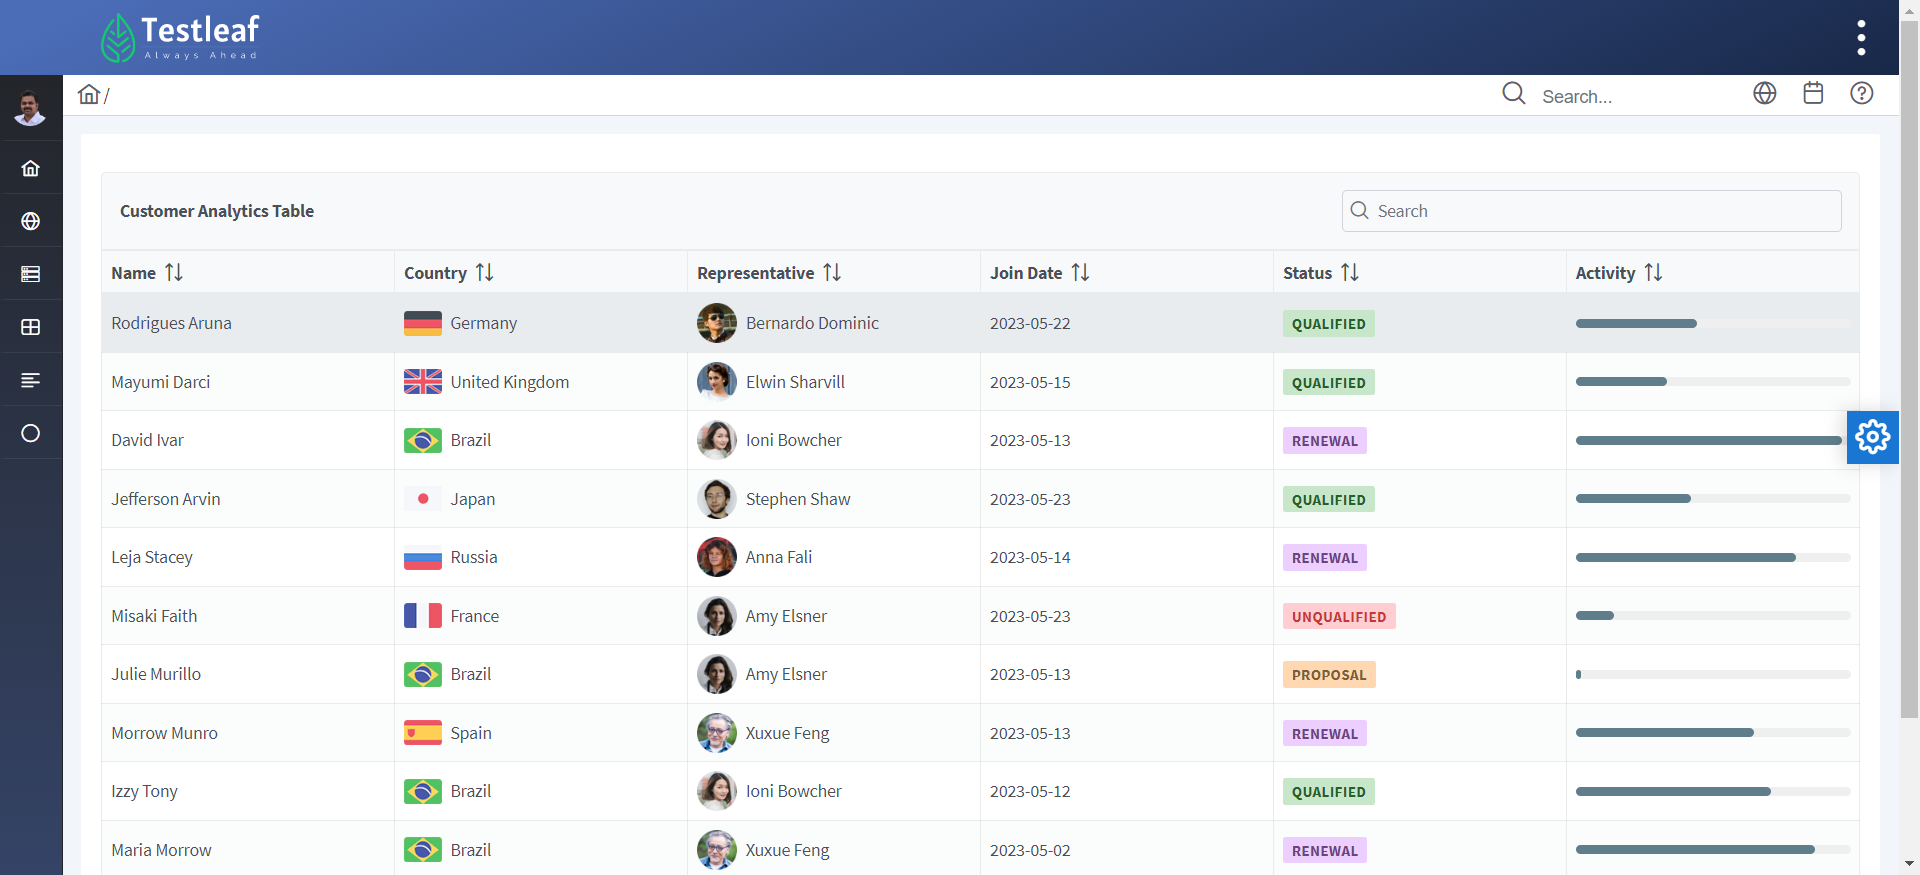 Testleaf
Always Ahead
/
Search...
Customer Analytics Table
Search
Name Country Representative Join Date Status Activity
Rodrigues Aruna Germany Bernardo Dominic 2023-05-22 QUALIFIED
Mayumi Darci United Kingdom Elwin Sharvill 2023-05-15 QUALIFIED
David Ivar Brazil Ioni Bowcher 2023-05-13 RENEWAL
Jefferson Arvin Japan Stephen Shaw 2023-05-23 QUALIFIED
Leja Stacey Russia Anna Fali 2023-05-14 RENEWAL
Misaki Faith France Amy Elsner 2023-05-23 UNQUALIFIED
Julie Murillo Brazil Amy Elsner 2023-05-13 PROPOSAL
Morrow Munro Spain Xuxue Feng 2023-05-13 RENEWAL
Izzy Tony Brazil Ioni Bowcher 2023-05-12 QUALIFIED
Maria Morrow Brazil Xuxue Feng 2023-05-02 RENEWAL